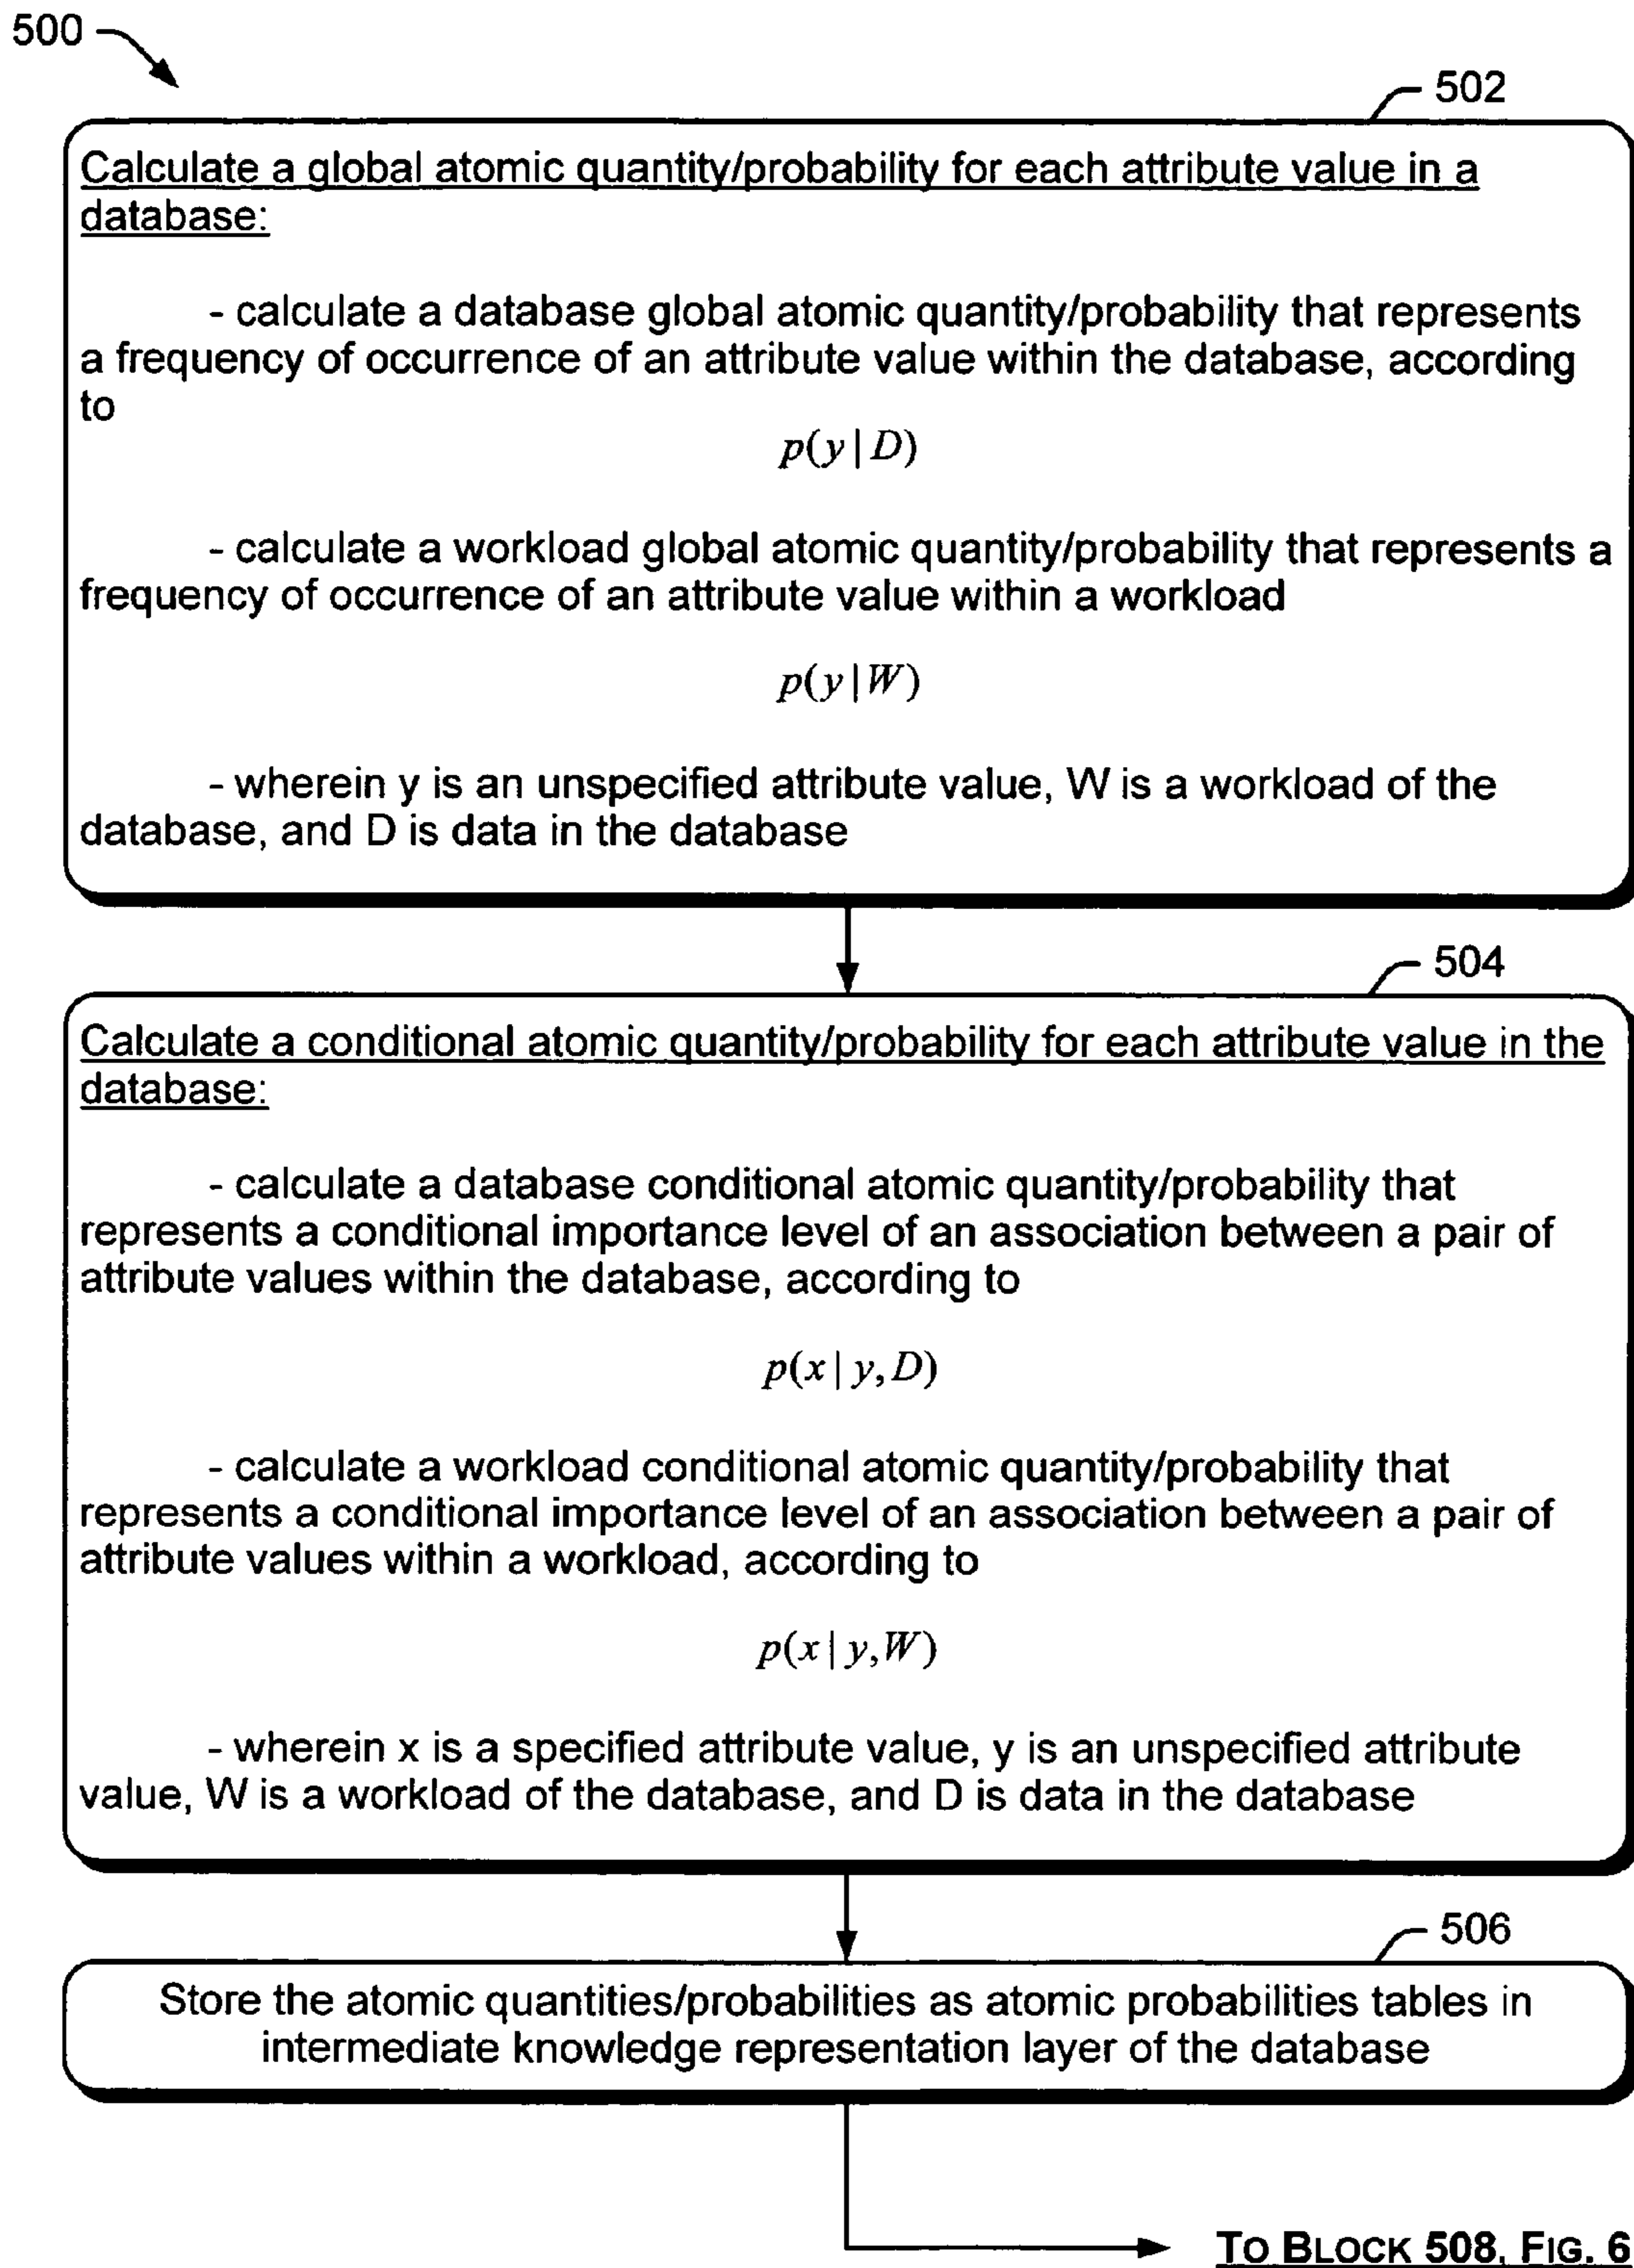 500
502
Calculate a global atomic quantity/probability for each attribute value in a
database:
- calculate a database global atomic quantity/probability that represents
a frequency of occurrence of an attribute value within the database, according
to
p(y | D)
- calculate a workload global atomic quantity/probability that represents a
frequency of occurrence of an attribute value within a workload
p(y | W)
- wherein y is an unspecified attribute value, W is a workload of the
database, and D is data in the database
504
Calculate a conditional atomic quantity/probability for each attribute value in the
database:
- calculate a database conditional atomic quantity/probability that
represents a conditional importance level of an association between a pair of
attribute values within the database, according to
p(x | y, D)
- calculate a workload conditional atomic quantity/probability that
represents a conditional importance level of an association between a pair of
attribute values within a workload, according to
p(x | y, W)
- wherein x is a specified attribute value, y is an unspecified attribute
value, W is a workload of the database, and D is data in the database
506
Store the atomic quantities/probabilities as atomic probabilities tables in
intermediate knowledge representation layer of the database
TO BLOCK 508, FIG. 6